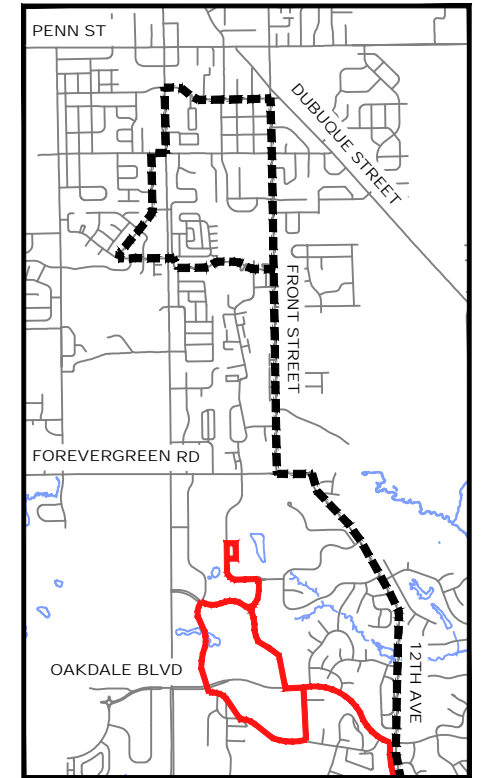 PENN ST
DUBUQUE STREET
FRONT STREET
FOREVERGREEN RD
OAKDALE BLVD
12TH AVE